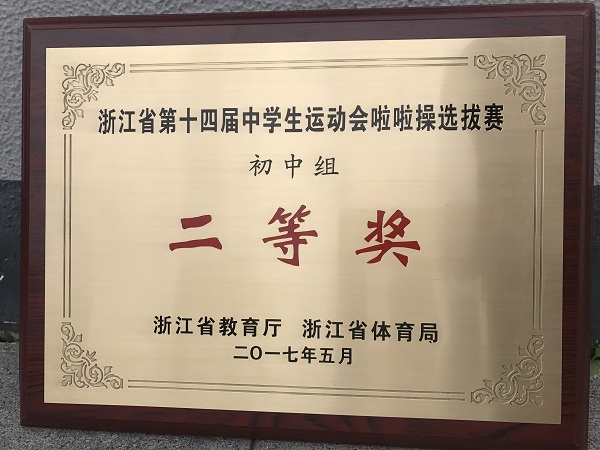 浙江省第十四届中学生运动会啦啦操选拔赛
初中组
二等奖
浙江省教育厅 浙江省体育局
二〇一七年五月